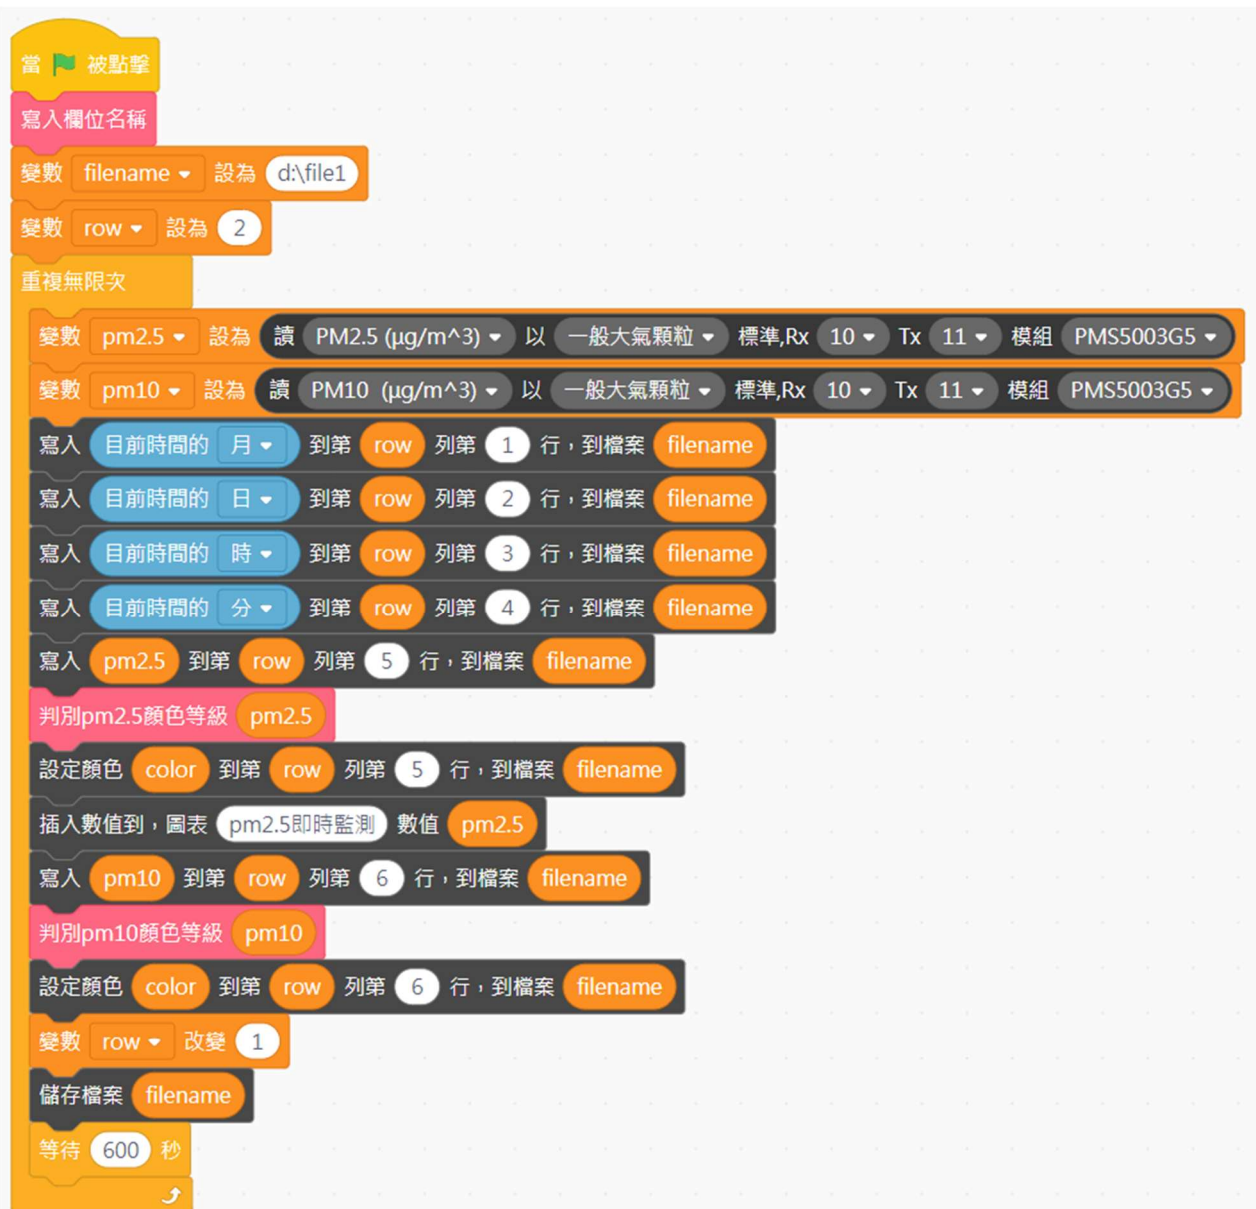 當 被點擊
寫入欄位名稱
變數 filename 設為 d:\file1
變數 row 設為 2
重複無限次
變數 pm2.5 設為 讀 PM2.5 (μg/m^3) 以 一般大氣顆粒 標準,Rx 10 Tx 11 模組 PMS5003G5
變數 pm10 設為 讀 PM10 (μg/m^3) 以 一般大氣顆粒 標準,Rx 10 Tx 11 模組 PMS5003G5
寫入 目前時間的 月 到第 row 列第 1 行，到檔案 filename
寫入 目前時間的 日 到第 row 列第 2 行，到檔案 filename
寫入 目前時間的 時 到第 row 列第 3 行，到檔案 filename
寫入 目前時間的 分 到第 row 列第 4 行，到檔案 filename
寫入 pm2.5 到第 row 列第 5 行，到檔案 filename
判別pm2.5顏色等級 pm2.5
設定顏色 color 到第 row 列第 5 行，到檔案 filename
插入數值到，圖表 pm2.5即時監測 數值 pm2.5
寫入 pm10 到第 row 列第 6 行，到檔案 filename
判別pm10顏色等級 pm10
設定顏色 color 到第 row 列第 6 行，到檔案 filename
變數 row 改變 1
儲存檔案 filename
等待 600 秒